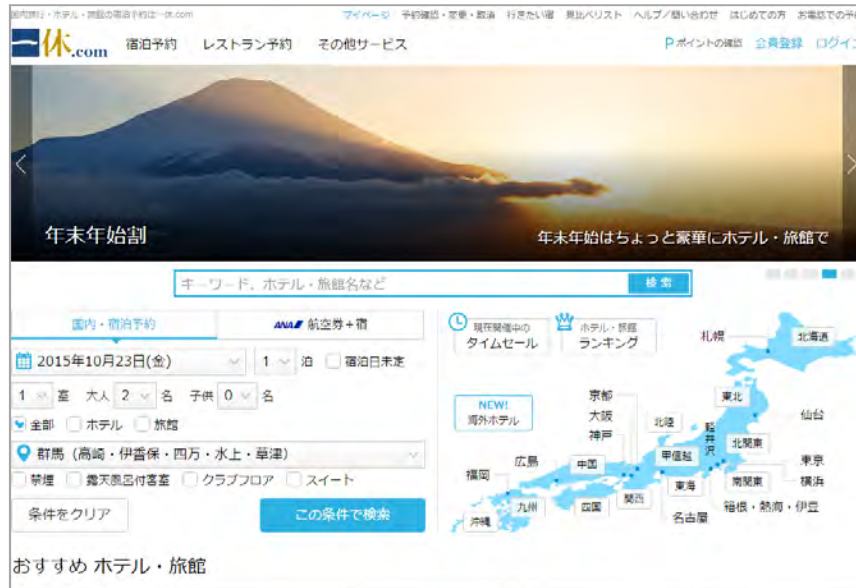 国内旅行・ホテル・旅館の宿泊予約は一休.com
マイページ 予約確認・変更・取消 行きたい宿 見比べリスト ヘルプ/問い合わせ はじめての方 お電話での予
一休.com 宿泊予約 レストラン予約 その他サービス
Pポイントの確認 会員登録 ログイン
年末年始割
年末年始はちょっと豪華にホテル・旅館で
キーワード、ホテル・旅館名など 検索
国内・宿泊予約 ANA 航空券+宿
2015年10月23日(金) 1 泊 宿泊日未定
1 室 大人 2 名 子供 0 名
全部 ホテル 旅館
群馬（高崎・伊香保・四万・水上・草津）
禁煙 露天風呂付客室 クラブフロア スイート
条件をクリア この条件で検索
現在開催中の
タイムセール
ホテル・旅館
ランキング
NEW!
海外ホテル
札幌
北海道
東北
仙台
京都
大阪
神戸
北陸
軽井沢
北関東
甲信越
東京
広島
中国
福岡
横浜
南関東
東海
関西
箱根・熱海・伊豆
九州
四国
名古屋
沖縄
おすすめ ホテル・旅館